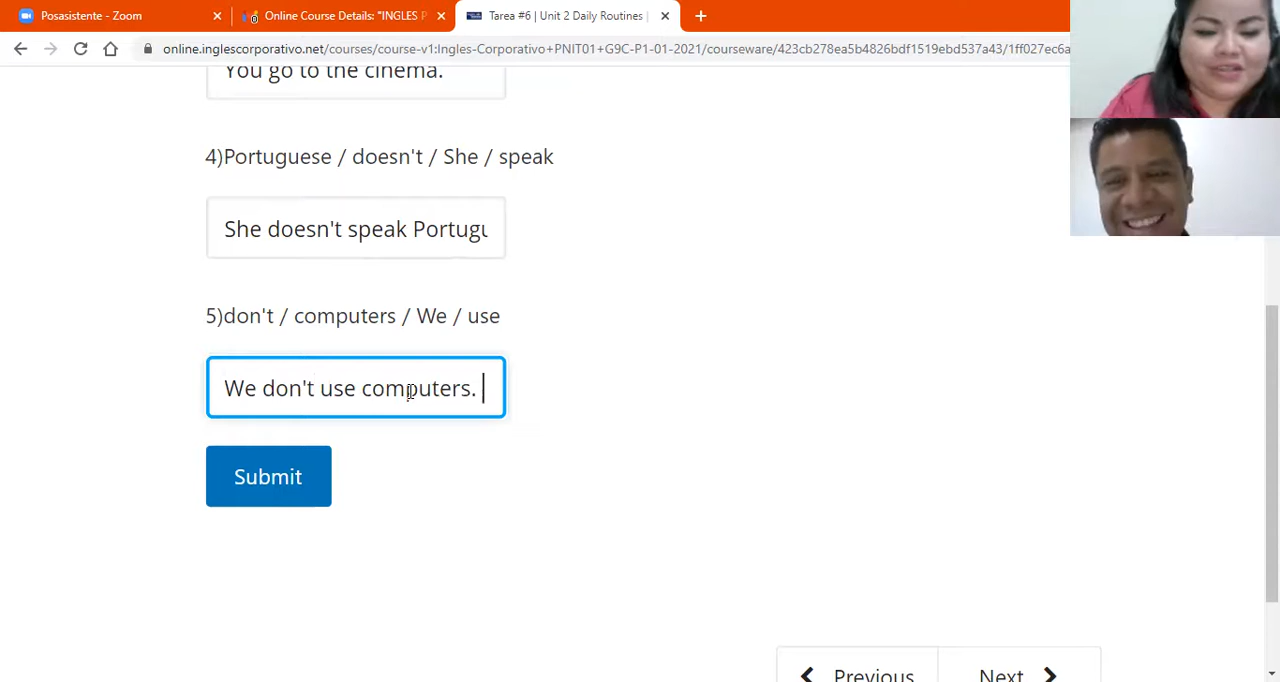 Posasistente - Zoom
Online Course Details: "INGLES P
Tarea #6 | Unit 2 Daily Routines |
online.inglescorporativo.net/courses/course-v1:Ingles-Corporativo+PNIT01+G9C-P1-01-2021/courseware/423cb278ea5b4826bdf1519ebd537a43/1ff027ec6a
You go to the cinema.
4)Portuguese / doesn't / She / speak
She doesn't speak Portugu
5)don't / computers / We / use
We don't use computers.
Submit
Previous
Next